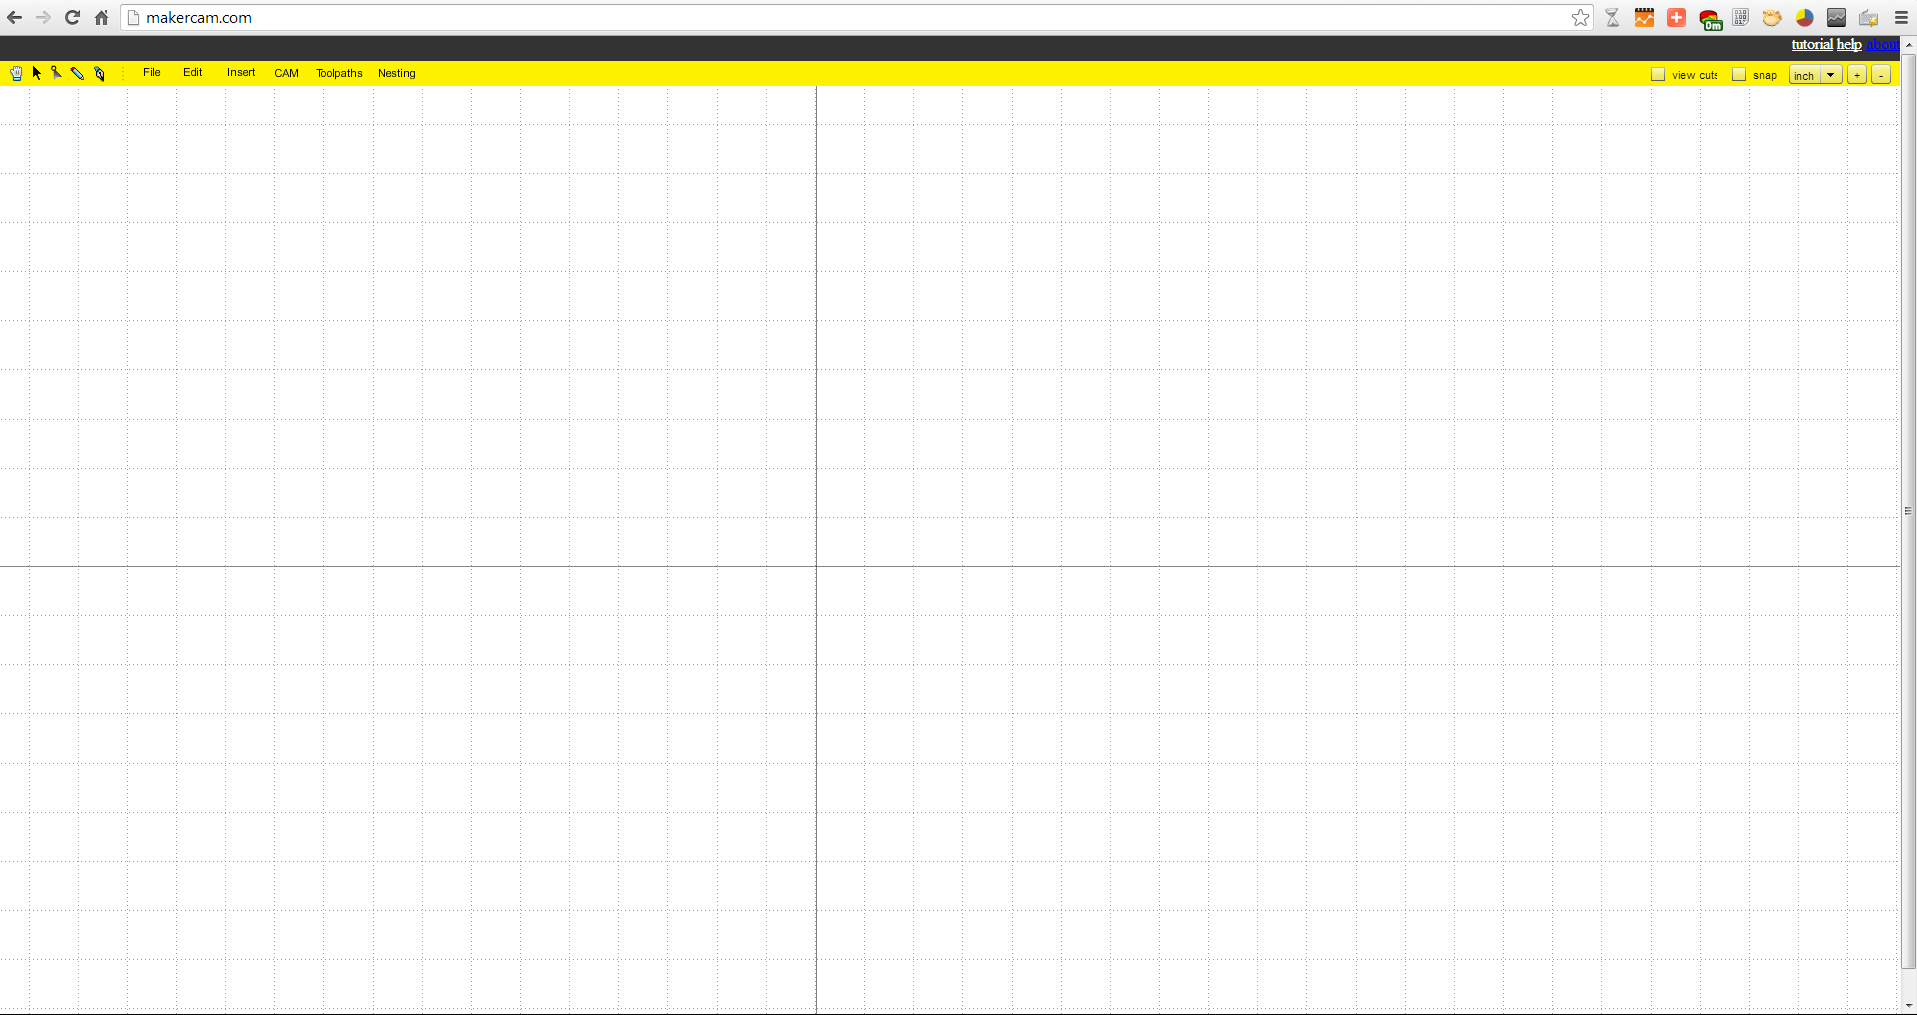 makercam.com
0m
tutorial help about
File Edit Insert CAM Toolpaths Nesting view cuts snap inch + -